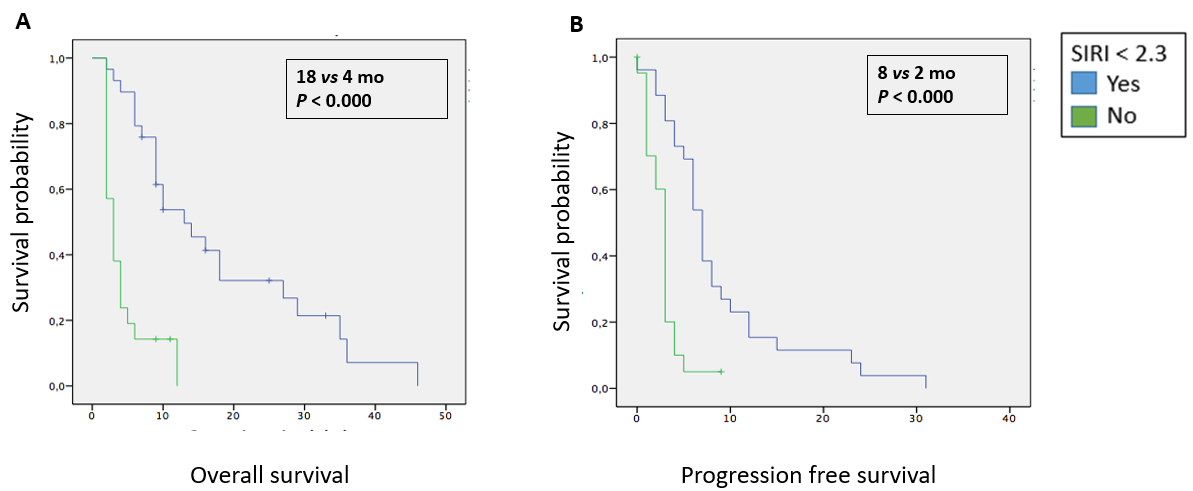 A
B
SIRI < 2.3
Yes
No
18 vs 4 mo
P < 0.000
8 vs 2 mo
P < 0.000
Survival probability
1,0
0,8
0,6
0,4
0,2
0,0
0 10 20 30 40 50
Overall survival
Survival probability
1,0
0,8
0,6
0,4
0,2
0,0
0 10 20 30 40
Progression free survival